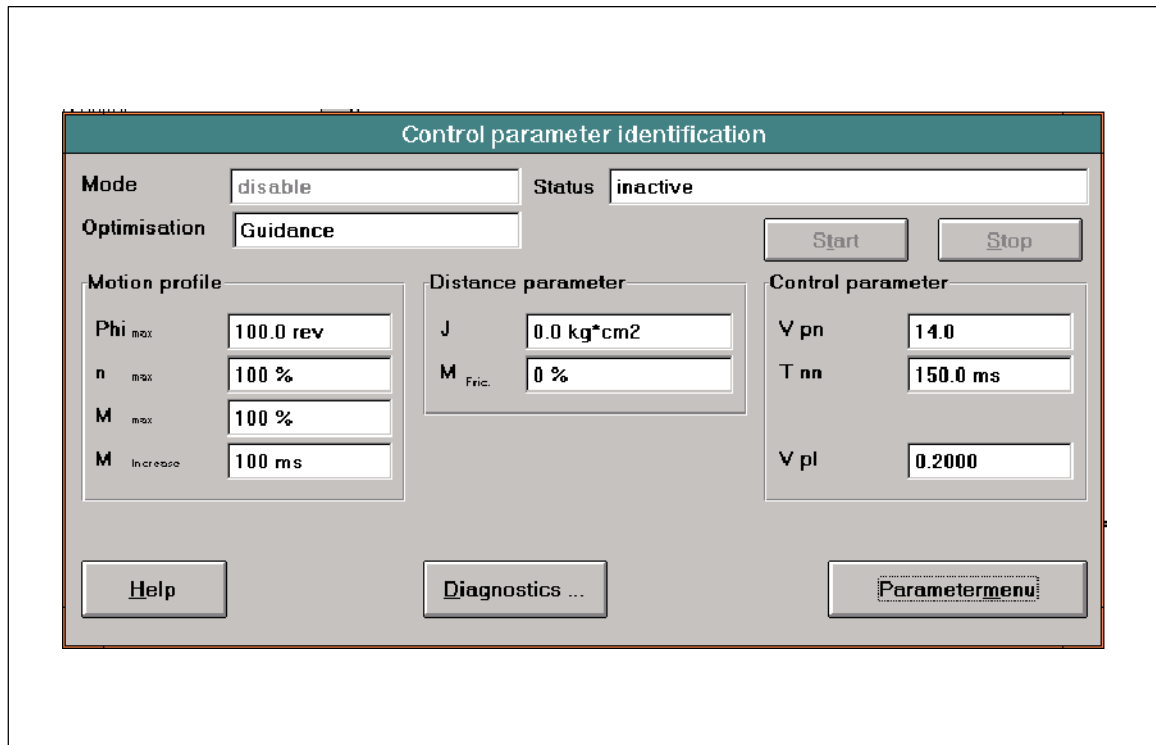 Control parameter identification
Mode disable Status inactive
Optimisation Guidance
Start Stop
Motion profile Distance parameter Control parameter
Phi max 100.0 rev J 0.0 kg*cm2 V pn 14.0
n max 100 % M Fric. 0 % T nn 150.0 ms
M max 100 %
M Increase 100 ms V pl 0.2000
Help Diagnostics ... Parametermenu